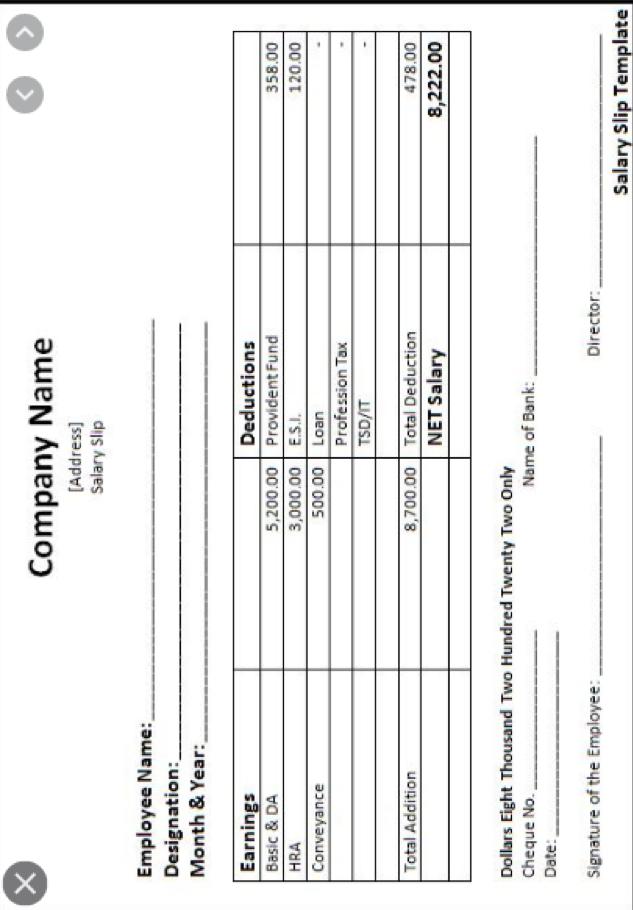 Company Name
[Address]
Salary Slip
Employee Name:
Designation:
Month & Year:
Earnings Deductions
Basic & DA 5,200.00 Provident Fund 358.00
HRA 3,000.00 E.S.I. 120.00
Conveyance 500.00 Loan -
Profession Tax -
TSD/IT -
Total Addition 8,700.00 Total Deduction 478.00
NET Salary 8,222.00
Dollars Eight Thousand Two Hundred Twenty Two Only
Cheque No. Name of Bank:
Date:
Signature of the Employee: Director:
Salary Slip Template